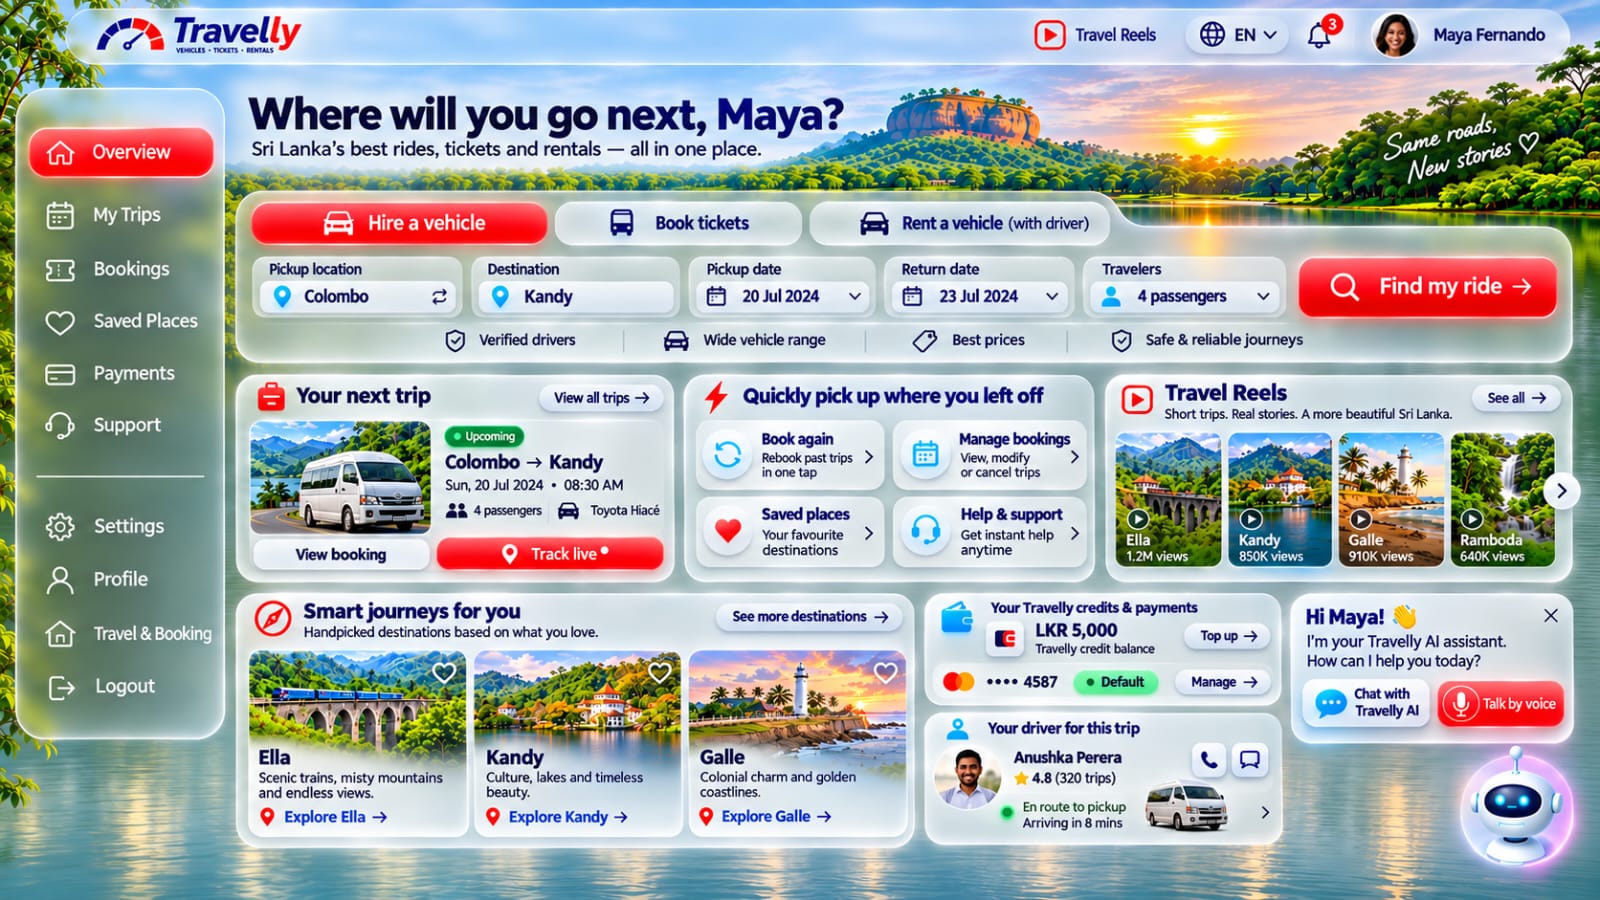 Travelly
VEHICLES • TICKETS • RENTALS
Travel Reels
EN
3
Maya Fernando
Overview
My Trips
Bookings
Saved Places
Payments
Support
Settings
Profile
Travel & Booking
Logout
Where will you go next, Maya?
Sri Lanka's best rides, tickets and rentals — all in one place.
Same roads,
New stories ♡
Hire a vehicle
Book tickets
Rent a vehicle (with driver)
Pickup location
Colombo
Destination
Kandy
Pickup date
20 Jul 2024
Return date
23 Jul 2024
Travelers
4 passengers
Find my ride →
Verified drivers
Wide vehicle range
Best prices
Safe & reliable journeys
Your next trip
View all trips →
Upcoming
Colombo → Kandy
Sun, 20 Jul 2024 • 08:30 AM
4 passengers
Toyota Hiacé
View booking
Track live
Quickly pick up where you left off
Book again
Rebook past trips
in one tap
Manage bookings
View, modify
or cancel trips
Saved places
Your favourite
destinations
Help & support
Get instant help
anytime
Travel Reels
Short trips. Real stories. A more beautiful Sri Lanka.
See all →
Ella
1.2M views
Kandy
850K views
Galle
910K views
Ramboda
640K views
Smart journeys for you
Handpicked destinations based on what you love.
See more destinations →
Ella
Scenic trains, misty mountains
and endless views.
Explore Ella →
Kandy
Culture, lakes and timeless
beauty.
Explore Kandy →
Galle
Colonial charm and golden
coastlines.
Explore Galle →
Your Travelly credits & payments
LKR 5,000
Travelly credit balance
Top up →
•••• 4587
Default
Manage →
Your driver for this trip
Anushka Perera
4.8 (320 trips)
En route to pickup
Arriving in 8 mins
Hi Maya! 👋
I'm your Travelly AI assistant.
How can I help you today?
Chat with
Travelly AI
Talk by voice